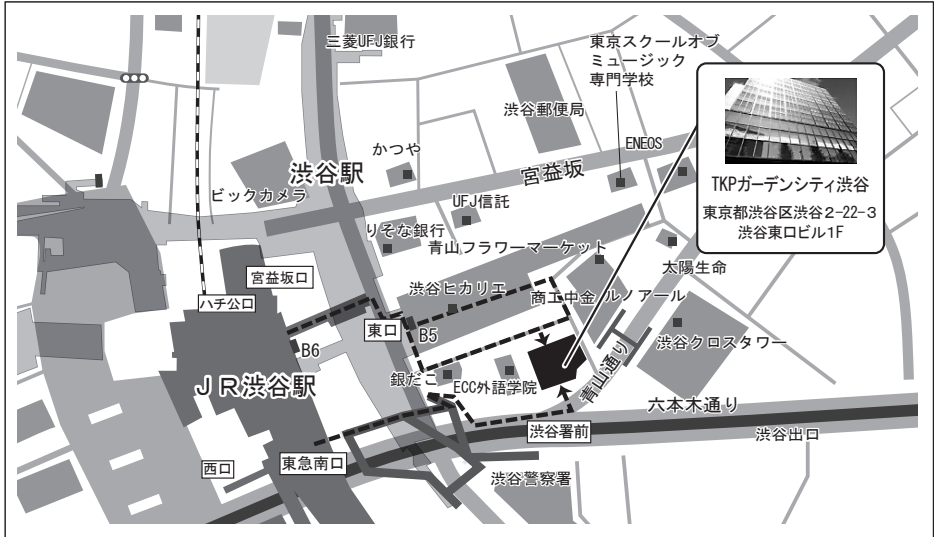 三菱UFJ銀行
東京スクールオブ
ミュージック
専門学校
渋谷郵便局
ENEOS
かつや
渋谷駅
宮益坂
ビックカメラ
UFJ信託
りそな銀行
青山フラワーマーケット
TKPガーデンシティ渋谷
東京都渋谷区渋谷2-22-3
渋谷東口ビル1F
太陽生命
宮益坂口
渋谷ヒカリエ
商工中金
ルノアール
ハチ公口
東口
B5
渋谷クロスタワー
B6
銀だこ
ECC外語学院
青山通り
JR渋谷駅
六本木通り
渋谷署前
渋谷出口
西口
東急南口
渋谷警察署